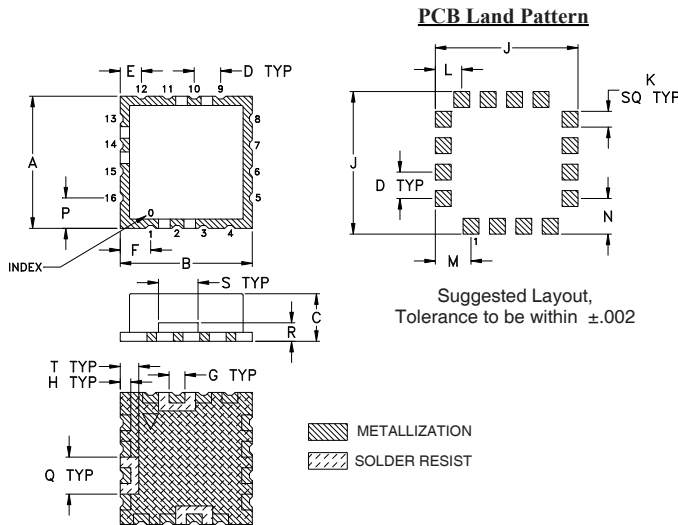 PCB Land Pattern
E
D TYP
12 11 10 9
13
14
15
16
8
7
6
5
A
P
0
1 2 3 4
F
B
INDEX
J
L
K
SQ TYP
J
D TYP
N
M
1
Suggested Layout,
Tolerance to be within ±.002
S TYP
C
R
T TYP
H TYP
G TYP
Q TYP
METALLIZATION
SOLDER RESIST